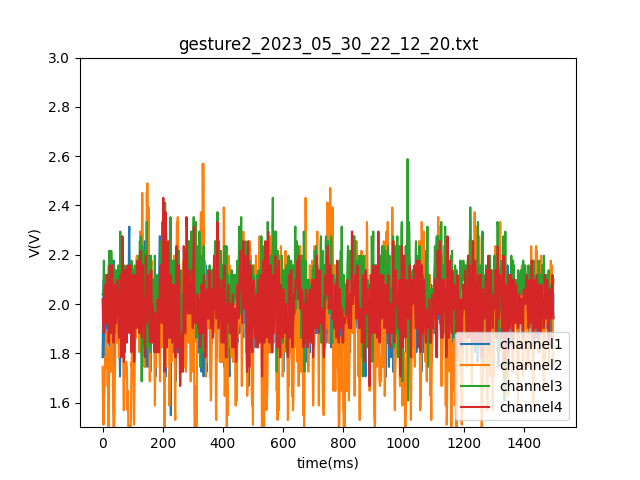 gesture2_2023_05_30_22_12_20.txt
V(V)
3.0
2.8
2.6
2.4
2.2
2.0
1.8
1.6
channel1
channel2
channel3
channel4
0 200 400 600 800 1000 1200 1400
time(ms)